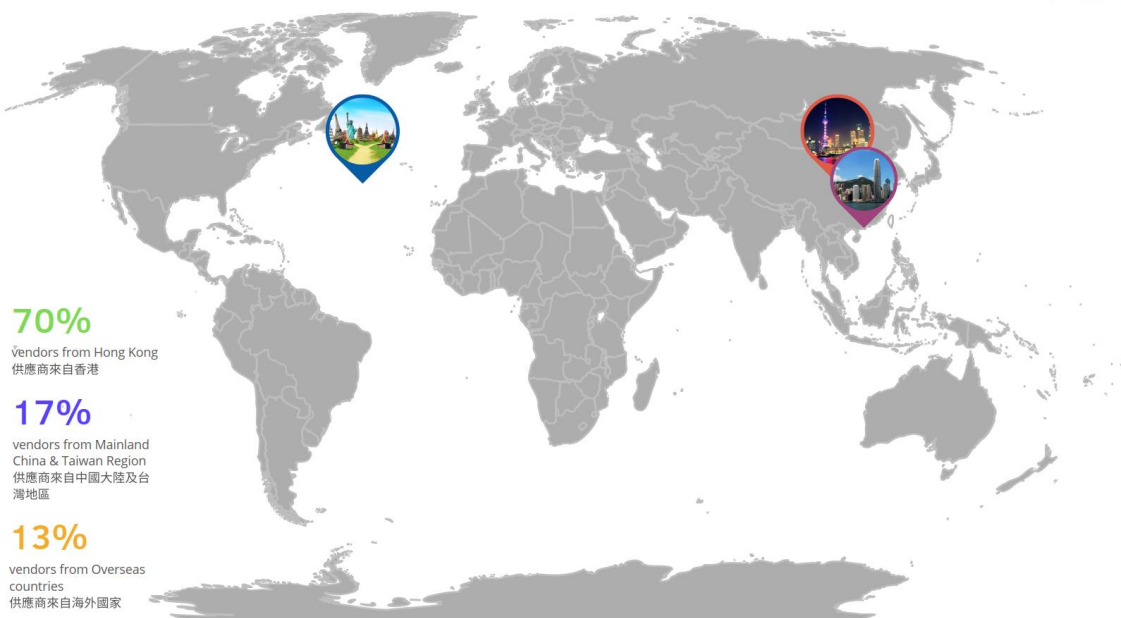 70%
vendors from Hong Kong
供應商來自香港
17%
vendors from Mainland
China & Taiwan Region
供應商來自中國大陸及台
灣地區
13%
vendors from Overseas
countries
供應商來自海外國家